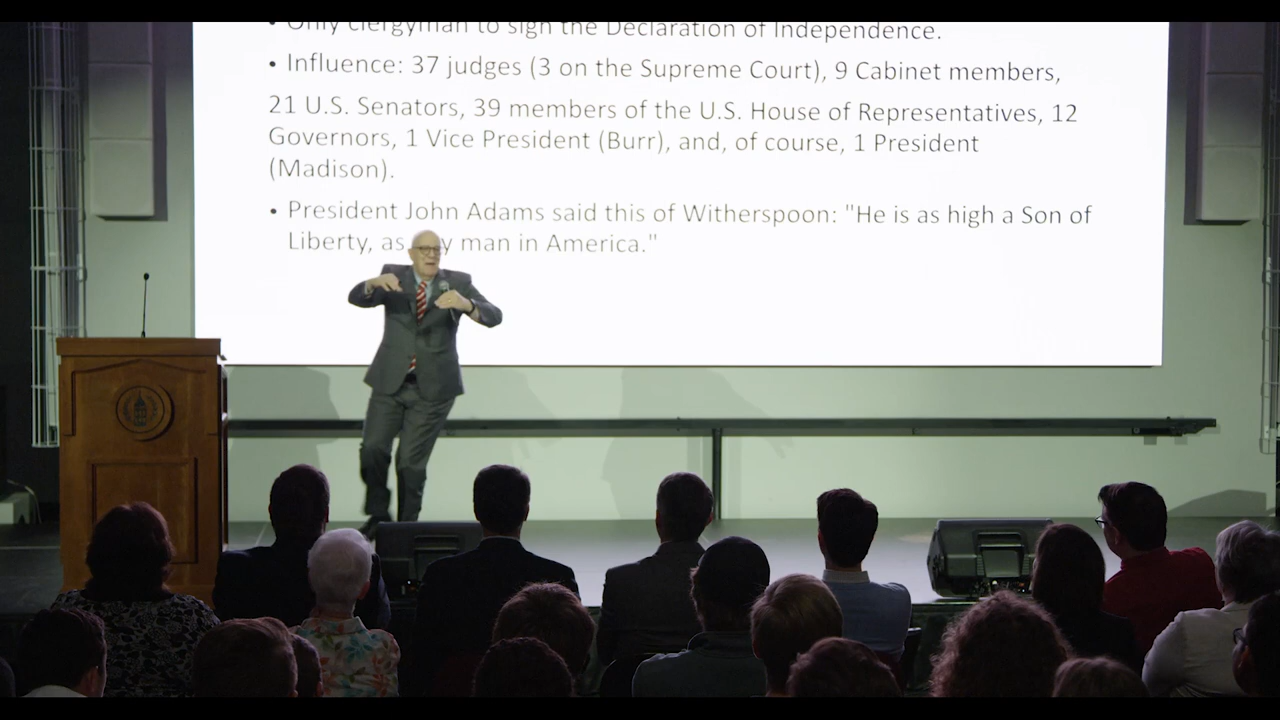 • Only clergyman to sign the Declaration of Independence.
• Influence: 37 judges (3 on the Supreme Court), 9 Cabinet members,
21 U.S. Senators, 39 members of the U.S. House of Representatives, 12
Governors, 1 Vice President (Burr), and, of course, 1 President
(Madison).
• President John Adams said this of Witherspoon: "He is as high a Son of
Liberty, as man in America."